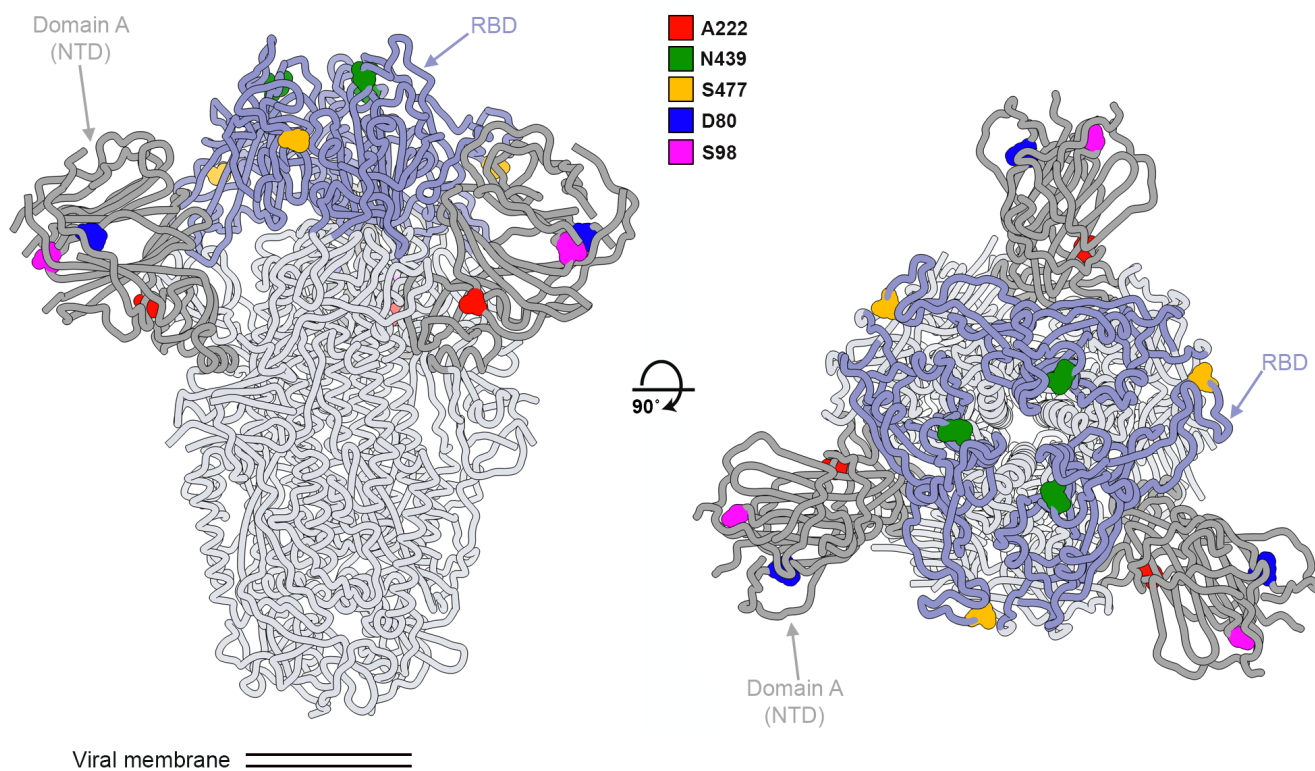 Domain A
(NTD)
RBD
A222
N439
S477
D80
S98
90°
RBD
Domain A
(NTD)
Viral membrane